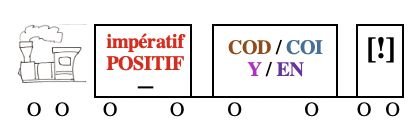 impératif
POSITIF
–
COD / COI
Y / EN
[!]